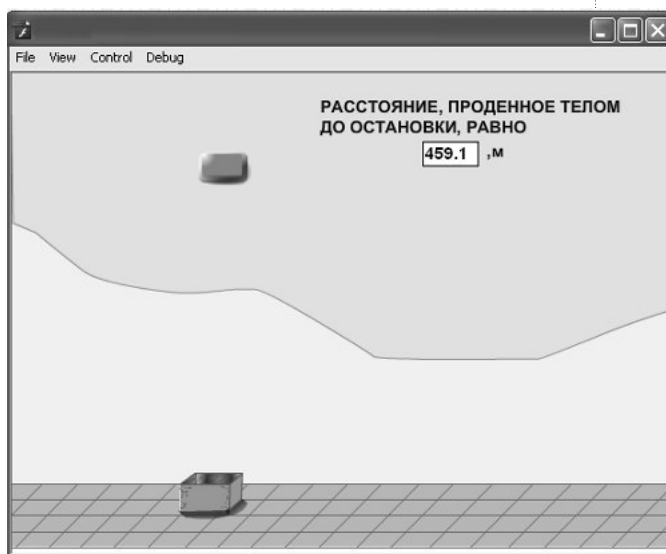 File View Control Debug
РАССТОЯНИЕ, ПРОДЕННОЕ ТЕЛОМ
ДО ОСТАНОВКИ, РАВНО
459.1 ,м